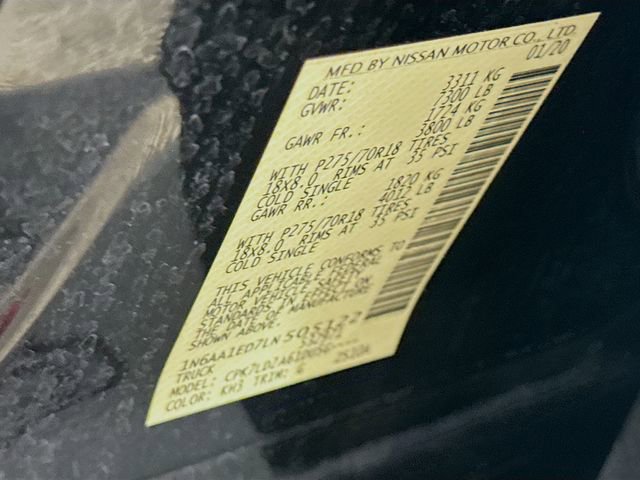 MFD BY NISSAN MOTOR CO., LTD.
DATE: 01/20
GVWR: 3311 KG
7300 LB
GAWR FR.: 1724 KG
3800 LB
WITH P275/70R18 TIRES
18X8.0 RIMS AT 35 PSI
COLD SINGLE
GAWR RR.: 1820 KG
4012 LB
WITH P275/70R18 TIRES
18X8.0 RIMS AT 35 PSI
COLD SINGLE
THIS VEHICLE CONFORMS TO
ALL APPLICABLE FEDERAL
MOTOR VEHICLE SAFETY
STANDARDS IN EFFECT ON
THE DATE OF MANUFACTURE
SHOWN ABOVE.
1N6AA1ED7LN505122
TRUCK
MODEL:
COLOR: KH3 TRIM: G